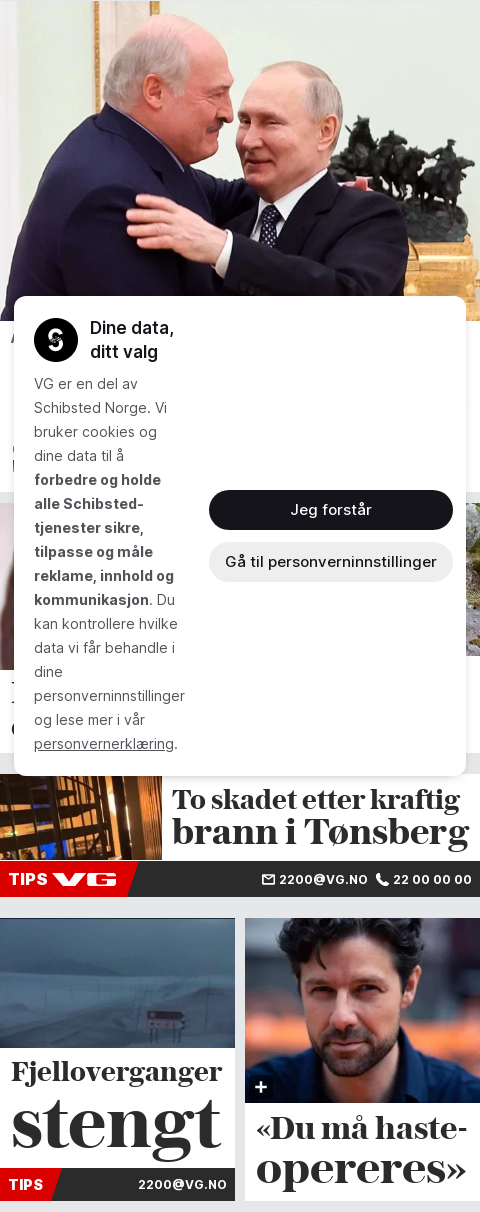 Dine data,
ditt valg
VG er en del av
Schibsted Norge. Vi
bruker cookies og
dine data til å
forbedre og holde
alle Schibsted-
tjenester sikre,
tilpasse og måle
reklame, innhold og
kommunikasjon. Du
kan kontrollere hvilke
data vi får behandle i
dine
personverninnstillinger
og lese mer i vår
personvernerklæring.
Jeg forstår
Gå til personverninnstillinger
To skadet etter kraftig
brann i Tønsberg
TIPS VG 2200@VG.NO 22 00 00 00
Fjelloverganger
stengt
TIPS 2200@VG.NO
«Du må haste-
opereres»